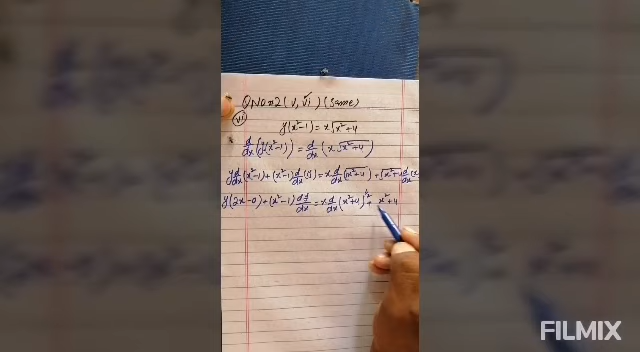 QNo=2(v,vi)(same)
(vi)
y(x²-1)=x√x²+4
d/dx(y(x²-1))=d/dx(x√x²+4)
y d/dx(x²-1)+(x²-1)d/dx(y)=x d/dx(√x²+4)+√x²+4 d/dx(x
y(2x-0)+(x²-1)dy/dx=x d/dx(x²+4)^½+x²+4
FILMIX